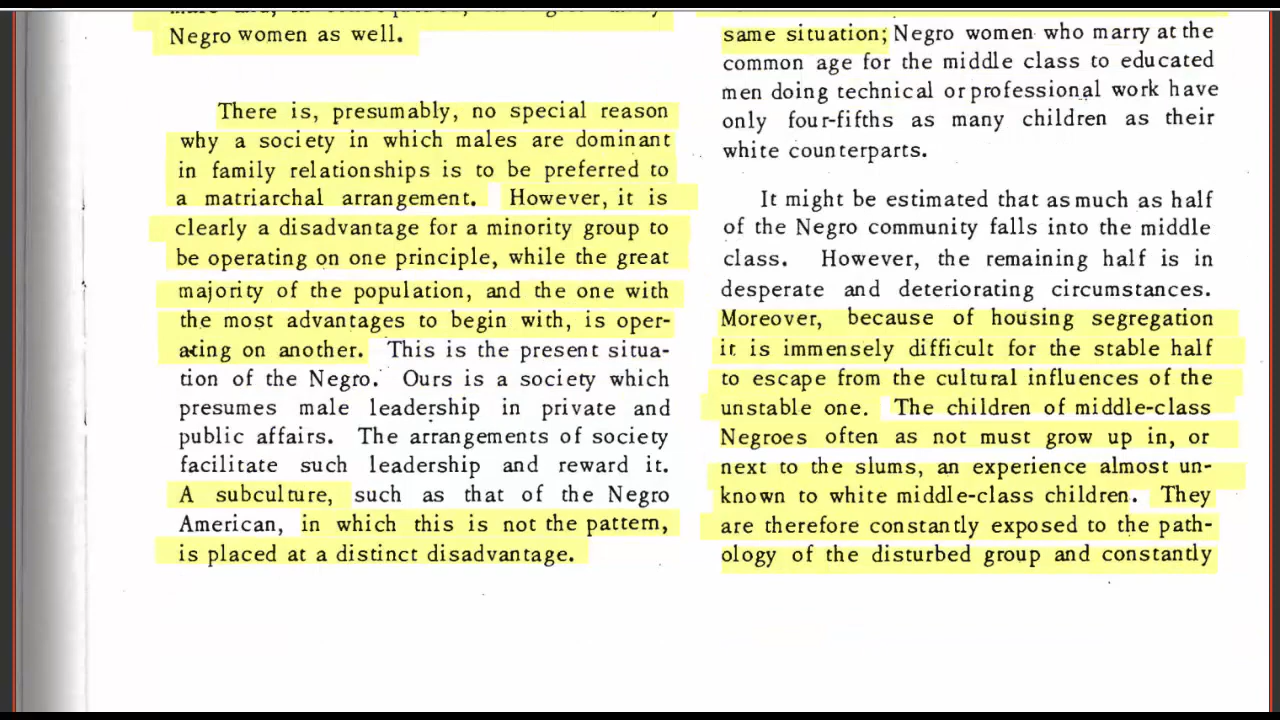 Negro women as well.
There is, presumably, no special reason
why a society in which males are dominant
in family relationships is to be preferred to
a matriarchal arrangement. However, it is
clearly a disadvantage for a minority group to
be operating on one principle, while the great
majority of the population, and the one with
the most advantages to begin with, is oper-
ating on another. This is the present situa-
tion of the Negro. Ours is a society which
presumes male leadership in private and
public affairs. The arrangements of society
facilitate such leadership and reward it.
A subculture, such as that of the Negro
American, in which this is not the pattern,
is placed at a distinct disadvantage.
same situation; Negro women who marry at the
common age for the middle class to educated
men doing technical or professional work have
only four-fifths as many children as their
white counterparts.
It might be estimated that as much as half
of the Negro community falls into the middle
class. However, the remaining half is in
desperate and deteriorating circumstances.
Moreover, because of housing segregation
it is immensely difficult for the stable half
to escape from the cultural influences of the
unstable one. The children of middle-class
Negroes often as not must grow up in, or
next to the slums, an experience almost un-
known to white middle-class children. They
are therefore constantly exposed to the path-
ology of the disturbed group and constantly